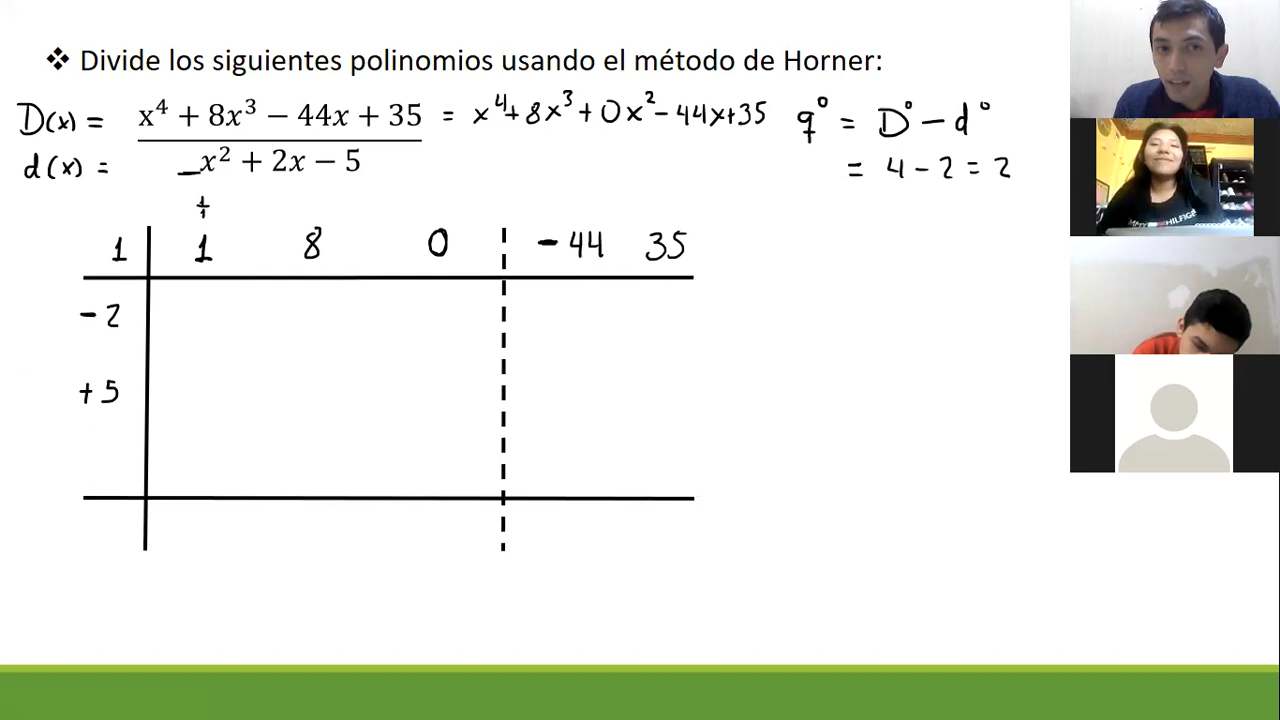 ❖ Divide los siguientes polinomios usando el método de Horner:
D(x) = x⁴ + 8x³ − 44x + 35 = x⁴+8x³+0x²−44x+35 q° = D° − d°
d(x) = x² + 2x − 5 = 4 − 2 = 2
1 1 8 0 -44 35
-2
+5